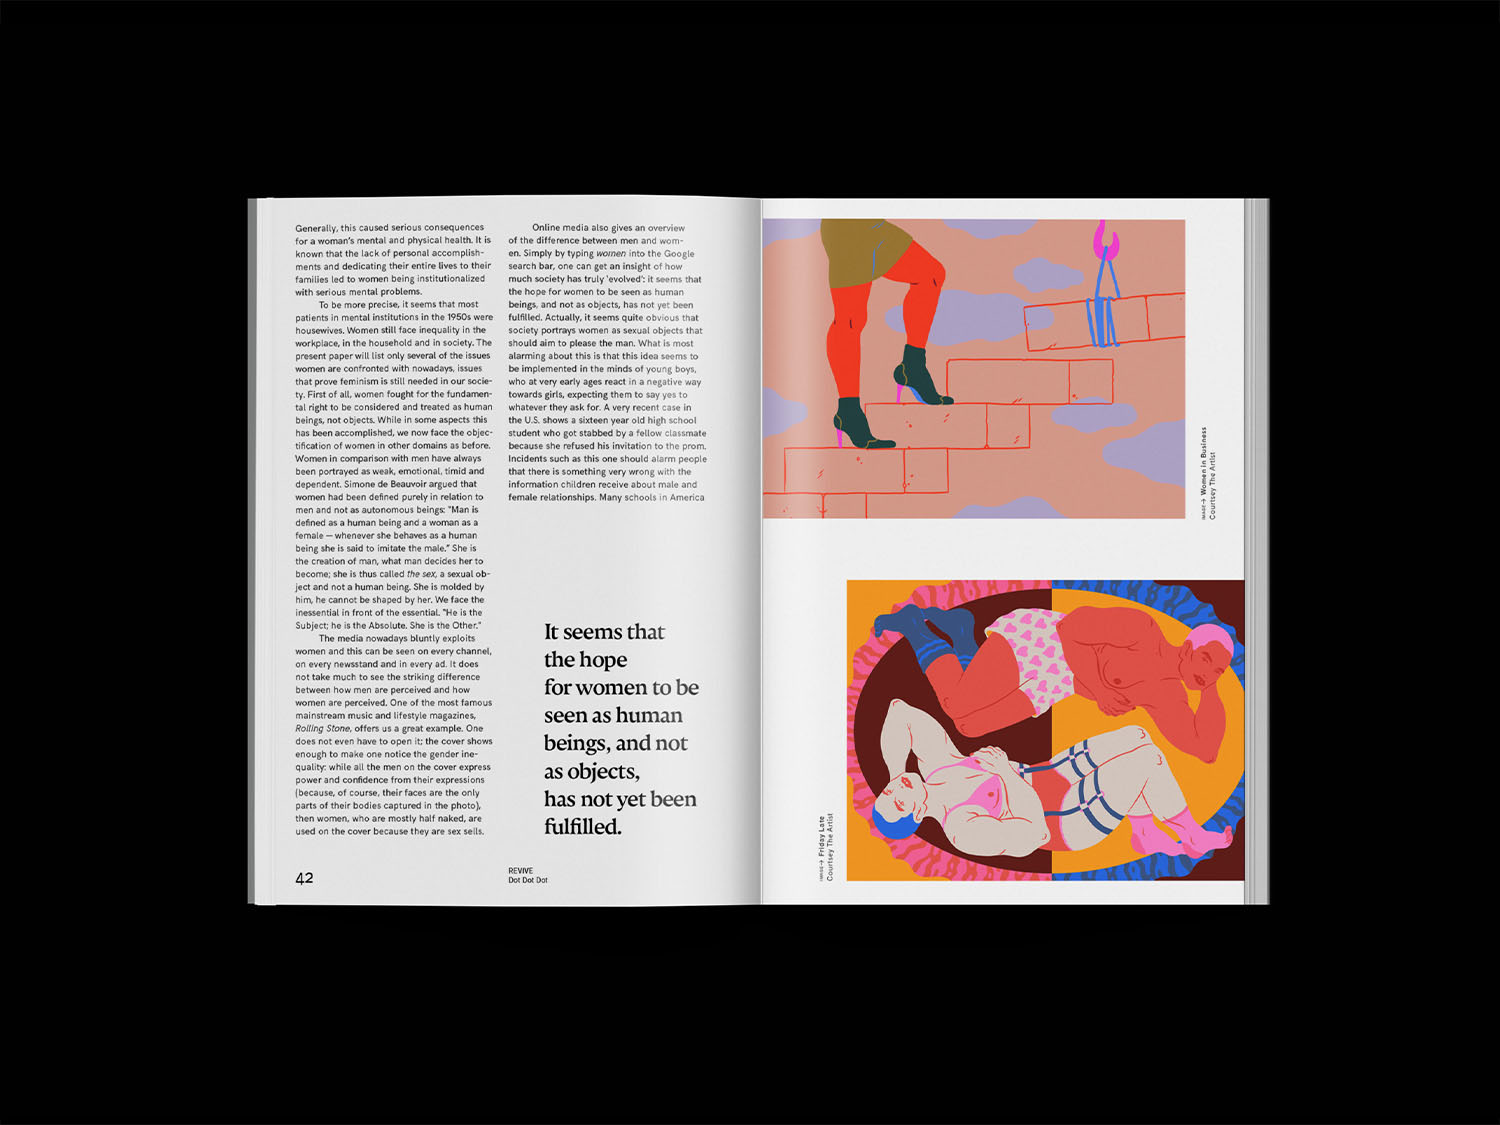 Generally, this caused serious consequences
for a woman's mental and physical health. It is
known that the lack of personal accomplish-
ments and dedicating their entire lives to their
families led to women being institutionalized
with serious mental problems.
To be more precise, it seems that most
patients in mental institutions in the 1950s were
housewives. Women still face inequality in the
workplace, in the household and in society. The
present paper will list only several of the issues
women are confronted with nowadays, issues
that prove feminism is still needed in our socie-
ty. First of all, women fought for the fundamen-
tal right to be considered and treated as human
beings, not objects. While in some aspects this
has been accomplished, we now face the objec-
tification of women in other domains as before.
Women in comparison with men have always
been portrayed as weak, emotional, timid and
dependent. Simone de Beauvoir argued that
women had been defined purely in relation to
men and not as autonomous beings: "Man is
defined as a human being and a woman as a
female — whenever she behaves as a human
being she is said to imitate the male." She is
the creation of man, what man decides her to
become; she is thus called the sex, a sexual ob-
ject and not a human being. She is molded by
him, he cannot be shaped by her. We face the
inessential in front of the essential. "He is the
Subject; he is the Absolute. She is the Other."
The media nowadays bluntly exploits
women and this can be seen on every channel,
on every newsstand and in every ad. It does
not take much to see the striking difference
between how men are perceived and how
women are perceived. One of the most famous
mainstream music and lifestyle magazines,
Rolling Stone, offers us a great example. One
does not even have to open it; the cover shows
enough to make one notice the gender ine-
quality: while all the men on the cover express
power and confidence from their expressions
(because, of course, their faces are the only
parts of their bodies captured in the photo),
then women, who are mostly half naked, are
used on the cover because they are sex sells.
Online media also gives an overview
of the difference between men and wom-
en. Simply by typing women into the Google
search bar, one can get an insight of how
much society has truly 'evolved': it seems that
the hope for women to be seen as human
beings, and not as objects, has not yet been
fulfilled. Actually, it seems quite obvious that
society portrays women as sexual objects that
should aim to please the man. What is most
alarming about this is that this idea seems to
be implemented in the minds of young boys,
who at very early ages react in a negative way
towards girls, expecting them to say yes to
whatever they ask for. A very recent case in
the U.S. shows a sixteen year old high school
student who got stabbed by a fellow classmate
because she refused his invitation to the prom.
Incidents such as this one should alarm people
that there is something very wrong with the
information children receive about male and
female relationships. Many schools in America
It seems that
the hope
for women to be
seen as human
beings, and not
as objects,
has not yet been
fulfilled.
42
REVIVE
Dot Dot Dot
IMAGE→ Women in Business
Courtsey The Artist
IMAGE→ Friday Late
Courtsey The Artist